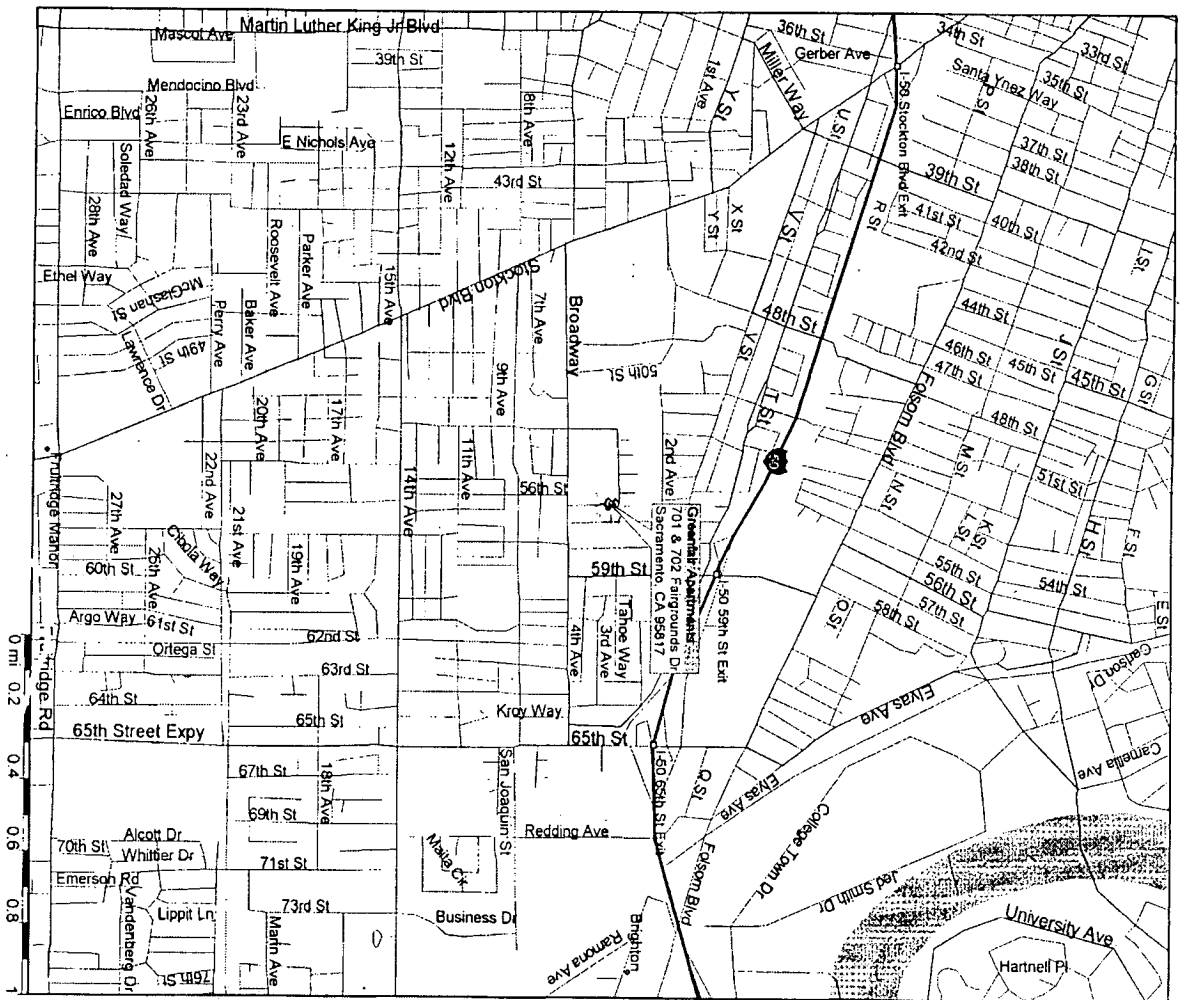 Martin Luther King Jr Blvd
Mascot Ave
39th St
Mendocino Blvd
Enrico Blvd
26th Ave
23rd Ave
E Nichols Ave
8th Ave
12th Ave
43rd St
Soledad Way
28th Ave
Roosevelt Ave
Parker Ave
15th Ave
Ethel Way
McGlashan St
Perry Ave
Baker Ave
49th St
Lawrence Dr
Stockton Blvd
7th Ave
9th Ave
Broadway
50th St
36th St
Gerber Ave
Miller Way
1st Ave
Y St
U St
V St
X St
Y St
I-50 Stockton Blvd Exit
34th St
33rd St
35th St
Santa Ynez Way
P St
37th St
38th St
39th St
41st St
40th St
42nd St
R St
I St
48th St
V St
T St
44th St
46th St
45th St
47th St
J St
45th St
G St
Folsom Blvd
48th St
M St
51st St
N St
K St
L St
H St
F St
55th St
56th St
54th St
57th St
58th St
Q St
E St
20th Ave
17th Ave
22nd Ave
21st Ave
11th Ave
14th Ave
56th St
2nd Ave
Fruitridge Manor
27th Ave
Cibola Way
25th Ave
19th Ave
60th St
Argo Way
61st St
62nd St
Ortega St
63rd St
64th St
65th St
65th Street Expy
59th St
Tahoe Way
3rd Ave
4th Ave
Kroy Way
65th St
Greenfair Apartments
701 & 702 Fairgrounds Dr
Sacramento, CA 95817
I-50 59th St Exit
I-50 65th St Exit
Elvas Ave
Elvas Ave
Carlson Dr
Camellia Ave
Q St
Folsom Blvd
College Town Dr
Jed Smith Dr
University Ave
Hartnell Pl
67th St
18th Ave
69th St
San Joaquin St
Redding Ave
Alcott Dr
70th St
Whittier Dr
71st St
Maita Cir
Emerson Rd
Vandenberg Dr
Lippit Ln
73rd St
Business Dr
Marin Ave
76th St
Brighton
Ramona Ave
0 mi 0.2 0.4 0.6 0.8 1